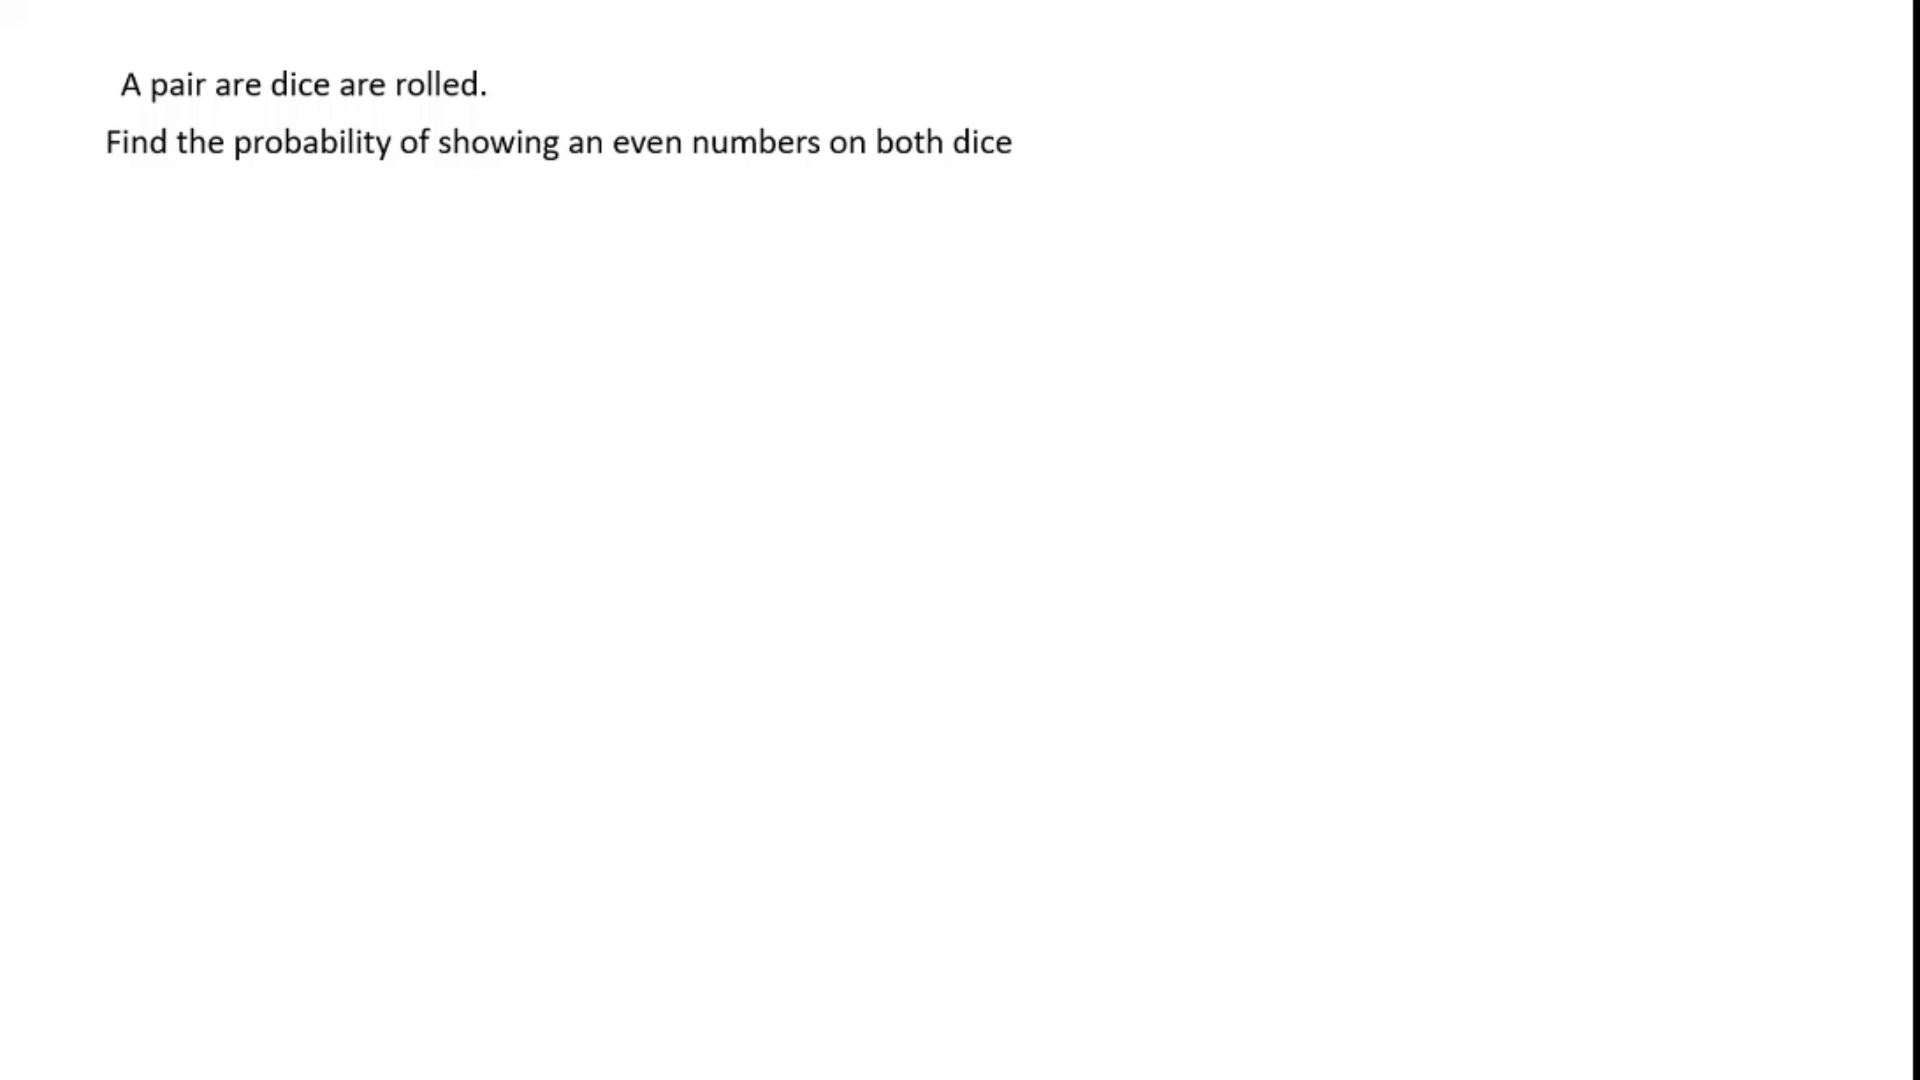 A pair are dice are rolled.
Find the probability of showing an even numbers on both dice